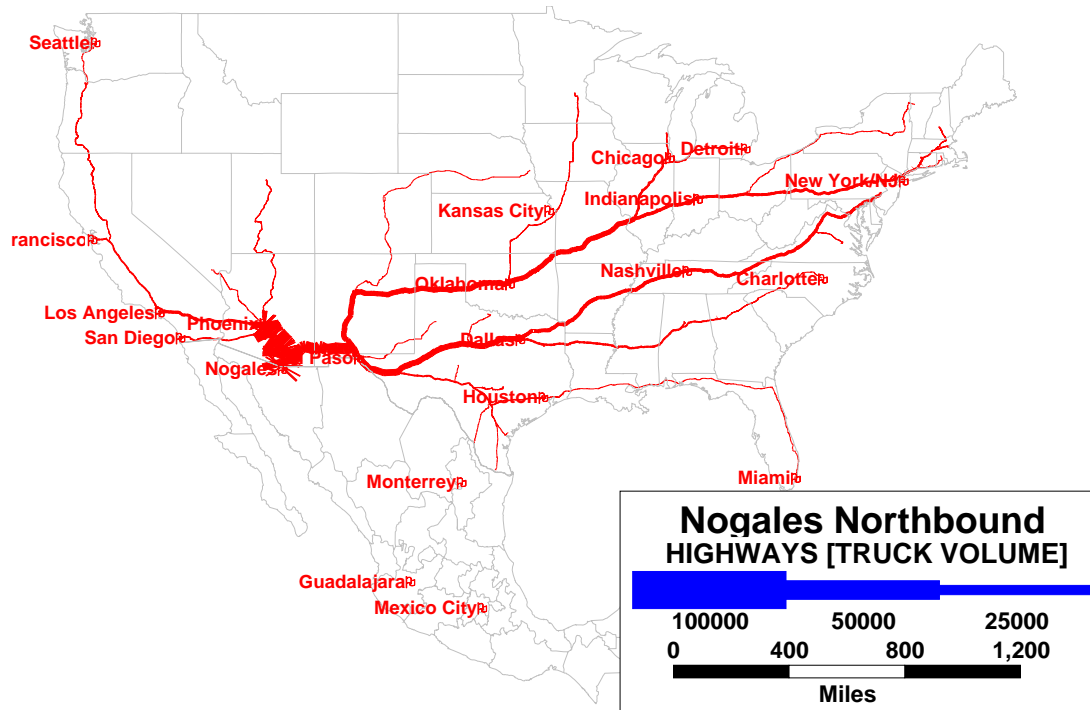 Seattle
Chicago
Detroit
New York/NJ
Indianapolis
Kansas City
rancisco
Nashville
Charlotte
Oklahoma
Los Angeles
Phoenix
San Diego
Dallas
Paso
Nogales
Houston
Miami
Monterrey
Guadalajara
Mexico City
Nogales Northbound
HIGHWAYS [TRUCK VOLUME]
100000 50000 25000
0 400 800 1,200
Miles